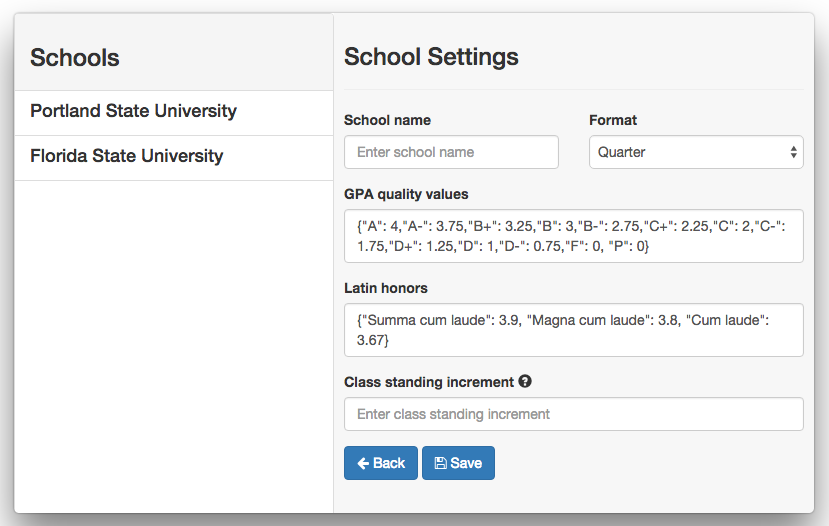 Schools
Portland State University
Florida State University
School Settings
School name
Enter school name
Format
Quarter
GPA quality values
{"A": 4,"A-": 3.75,"B+": 3.25,"B": 3,"B-": 2.75,"C+": 2.25,"C": 2,"C-":
1.75,"D+": 1.25,"D": 1,"D-": 0.75,"F": 0, "P": 0}
Latin honors
{"Summa cum laude": 3.9, "Magna cum laude": 3.8, "Cum laude":
3.67}
Class standing increment ?
Enter class standing increment
Back
Save